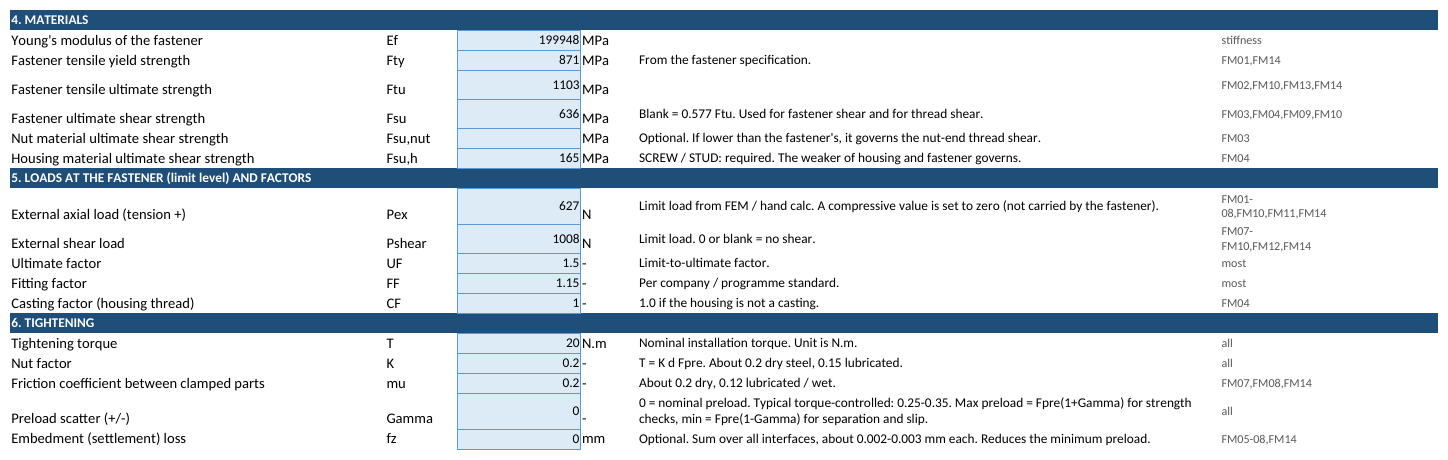 4. MATERIALS
Young's modulus of the fastener Ef 199948 MPa stiffness
Fastener tensile yield strength Fty 871 MPa From the fastener specification. FM01,FM14
Fastener tensile ultimate strength Ftu 1103 MPa FM02,FM10,FM13,FM14
Fastener ultimate shear strength Fsu 636 MPa Blank = 0.577 Ftu. Used for fastener shear and for thread shear. FM03,FM04,FM09,FM10
Nut material ultimate shear strength Fsu,nut MPa Optional. If lower than the fastener's, it governs the nut-end thread shear. FM03
Housing material ultimate shear strength Fsu,h 165 MPa SCREW / STUD: required. The weaker of housing and fastener governs. FM04
5. LOADS AT THE FASTENER (limit level) AND FACTORS
External axial load (tension +) Pex 627 N Limit load from FEM / hand calc. A compressive value is set to zero (not carried by the fastener). FM01-
08,FM10,FM11,FM14
External shear load Pshear 1008 N Limit load. 0 or blank = no shear. FM07-
FM10,FM12,FM14
Ultimate factor UF 1.5 - Limit-to-ultimate factor. most
Fitting factor FF 1.15 - Per company / programme standard. most
Casting factor (housing thread) CF 1 - 1.0 if the housing is not a casting. FM04
6. TIGHTENING
Tightening torque T 20 N.m Nominal installation torque. Unit is N.m. all
Nut factor K 0.2 - T = K d Fpre. About 0.2 dry steel, 0.15 lubricated. all
Friction coefficient between clamped parts mu 0.2 - About 0.2 dry, 0.12 lubricated / wet. FM07,FM08,FM14
Preload scatter (+/-) Gamma 0 - 0 = nominal preload. Typical torque-controlled: 0.25-0.35. Max preload = Fpre(1+Gamma) for strength all
checks, min = Fpre(1-Gamma) for separation and slip.
Embedment (settlement) loss fz 0 mm Optional. Sum over all interfaces, about 0.002-0.003 mm each. Reduces the minimum preload. FM05-08,FM14